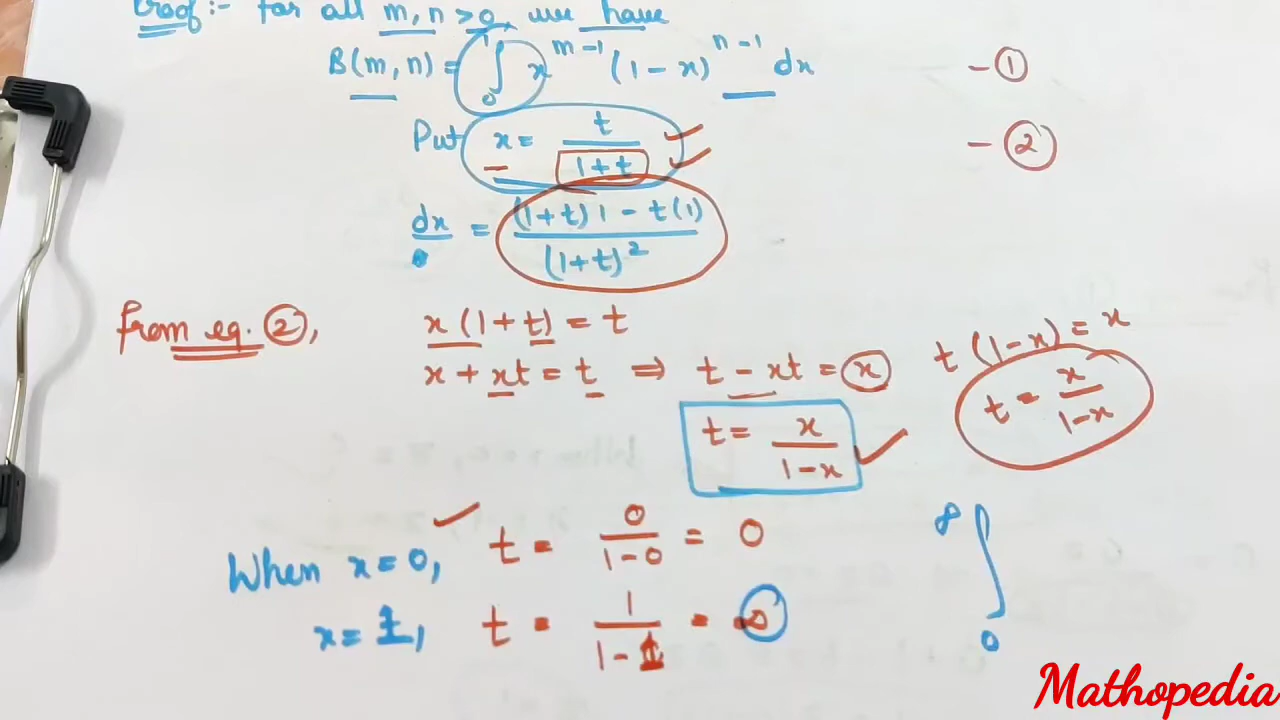 Proof :- For all m, n > 0, we have
B(m, n) = ∫₀¹ x^(m-1) (1-x)^(n-1) dx - ①
Put x = t/(1+t) - ②
dx = ((1+t) 1 - t(1))/(1+t)²
From eq. ②, x(1+t) = t
t(1-x) = x
x + xt = t ⇒ t - xt = x
t = x/(1-x)
t = x/(1-x)
When x=0, t = 0/(1-0) = 0
x = 1, t = 1/(1-1) = ∞
∫₀^∞
Mathopedia